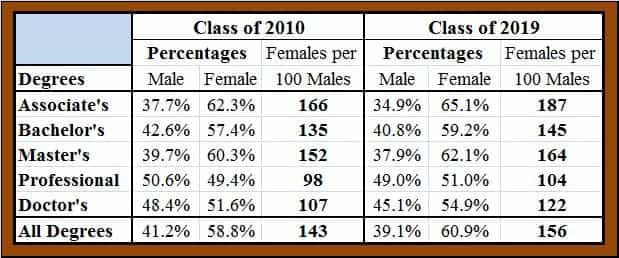 Class of 2010 Class of 2019
Percentages Females per Percentages Females per
Degrees Male Female 100 Males Male Female 100 Males
Associate's 37.7% 62.3% 166 34.9% 65.1% 187
Bachelor's 42.6% 57.4% 135 40.8% 59.2% 145
Master's 39.7% 60.3% 152 37.9% 62.1% 164
Professional 50.6% 49.4% 98 49.0% 51.0% 104
Doctor's 48.4% 51.6% 107 45.1% 54.9% 122
All Degrees 41.2% 58.8% 143 39.1% 60.9% 156